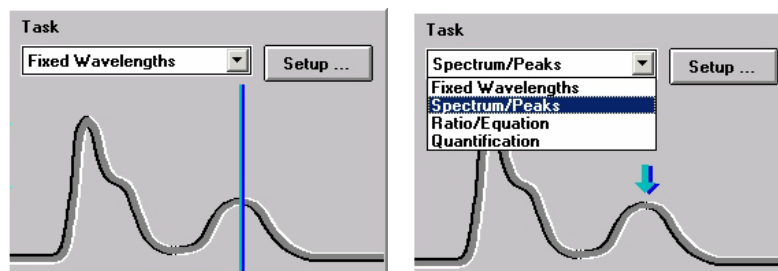 Task
Fixed Wavelengths
Setup ...
Task
Spectrum/Peaks
Setup ...
Fixed Wavelengths
Spectrum/Peaks
Ratio/Equation
Quantification